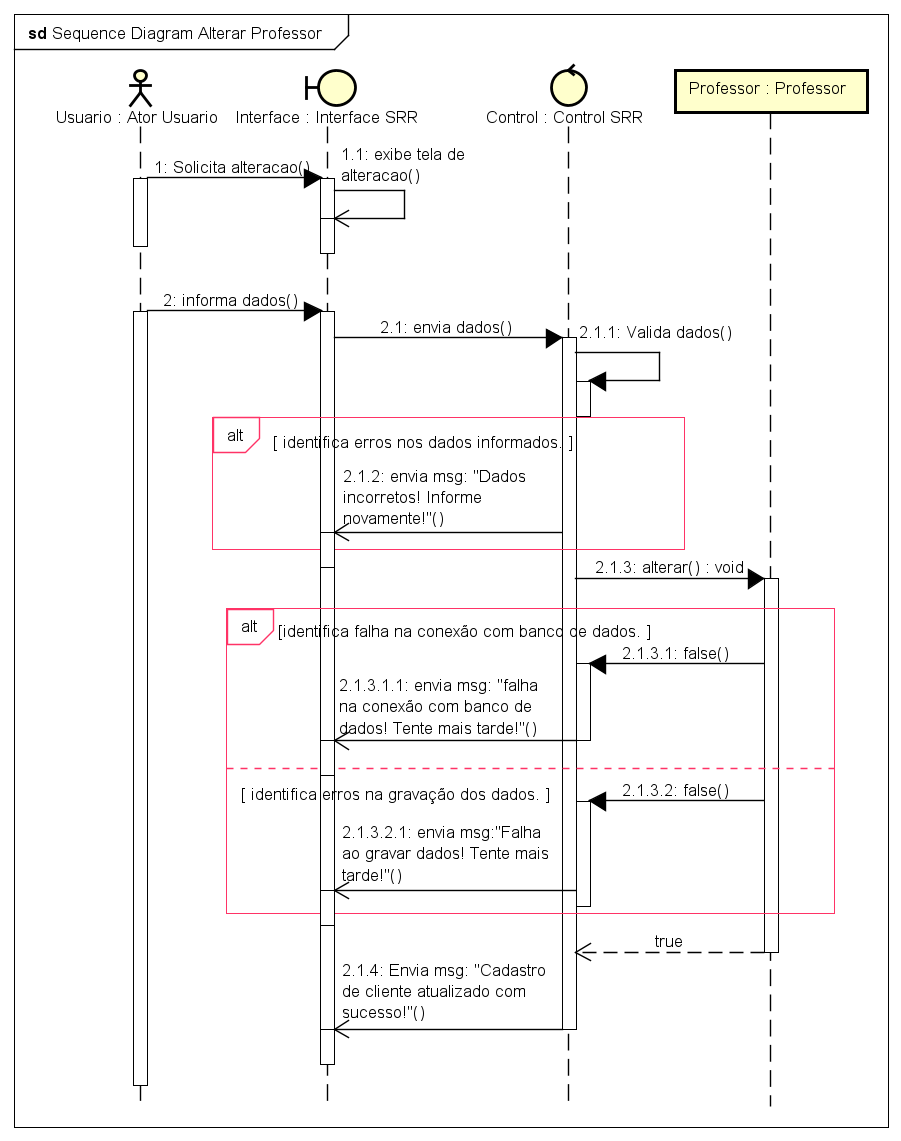 sd Sequence Diagram Alterar Professor
Usuario : Ator Usuario
Interface : Interface SRR
Control : Control SRR
Professor : Professor
1: Solicita alteracao()
1.1: exibe tela de
alteracao()
2: informa dados()
2.1: envia dados()
2.1.1: Valida dados()
alt
[ identifica erros nos dados informados. ]
2.1.2: envia msg: "Dados
incorretos! Informe
novamente!"()
2.1.3: alterar() : void
alt
[identifica falha na conexão com banco de dados. ]
2.1.3.1: false()
2.1.3.1.1: envia msg: "falha
na conexão com banco de
dados! Tente mais tarde!"()
[ identifica erros na gravação dos dados. ]
2.1.3.2: false()
2.1.3.2.1: envia msg:"Falha
ao gravar dados! Tente mais
tarde!"()
true
2.1.4: Envia msg: "Cadastro
de cliente atualizado com
sucesso!"()